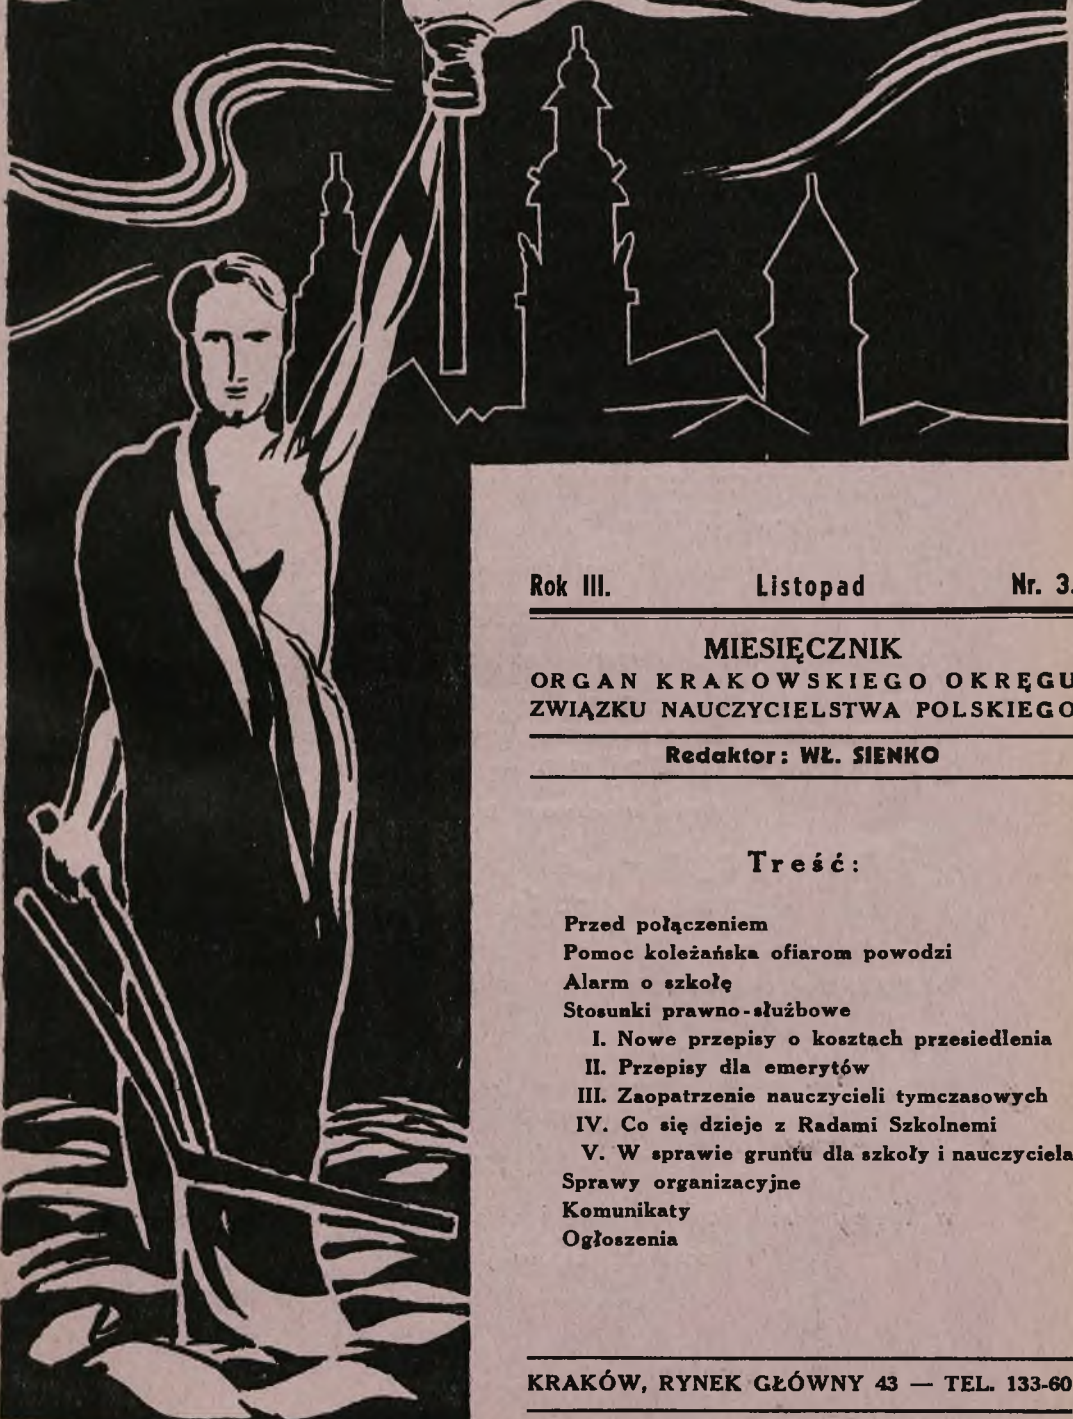 Rok III. Listopad Nr. 3.
MIESIĘCZNIK
ORGAN KRAKOWSKIEGO OKRĘGU
ZWIĄZKU NAUCZYCIELSTWA POLSKIEGO
Redaktor: WŁ. SIENKO
Treść:
Przed połączeniem
Pomoc koleżańska ofiarom powodzi
Alarm o szkołę
Stosunki prawno-służbowe
I. Nowe przepisy o kosztach przesiedlenia
II. Przepisy dla emerytów
III. Zaopatrzenie nauczycieli tymczasowych
IV. Co się dzieje z Radami Szkolnemi
V. W sprawie gruntu dla szkoły i nauczyciela
Sprawy organizacyjne
Komunikaty
Ogłoszenia
KRAKÓW, RYNEK GŁÓWNY 43 — TEL. 133-60